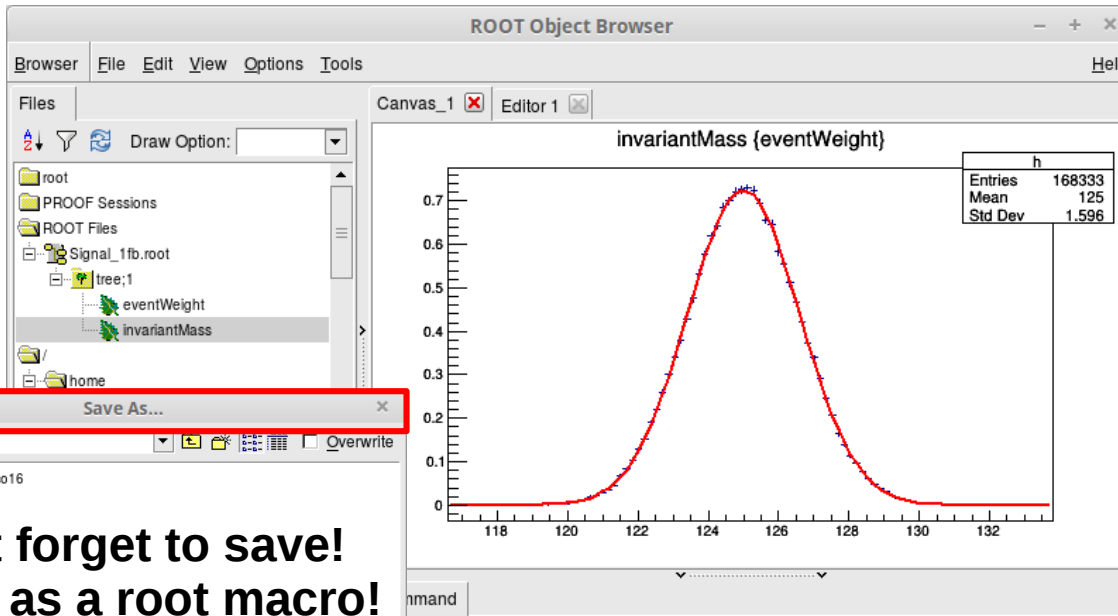 ROOT Object Browser
Browser File Edit View Options Tools
Files
Draw Option:
root
PROOF Sessions
ROOT Files
Signal_1fb.root
tree;1
eventWeight
invariantMass
/
home
Canvas_1 Editor 1
invariantMass {eventWeight}
h
Entries 168333
Mean 125
Std Dev 1.596
0.7
0.6
0.5
0.4
0.3
0.2
0.1
0
118 120 122 124 126 128 130 132
Save As...
Overwrite
forget to save!
as a root macro!